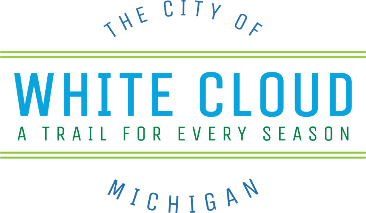 THE CITY OF
WHITE CLOUD
A TRAIL FOR EVERY SEASON
MICHIGAN